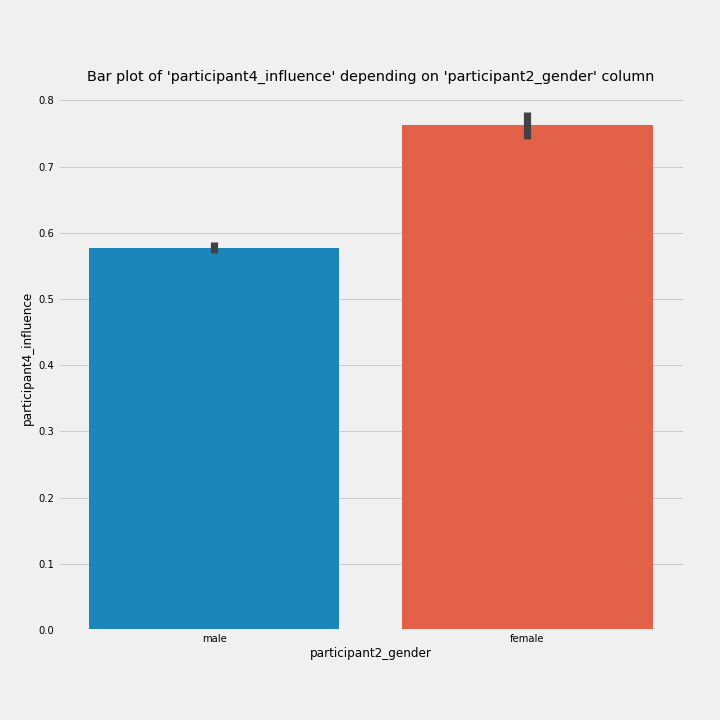 Bar plot of 'participant4_influence' depending on 'participant2_gender' column
0.8
0.7
0.6
0.5
0.4
0.3
0.2
0.1
0.0
participant4_influence
male
female
participant2_gender